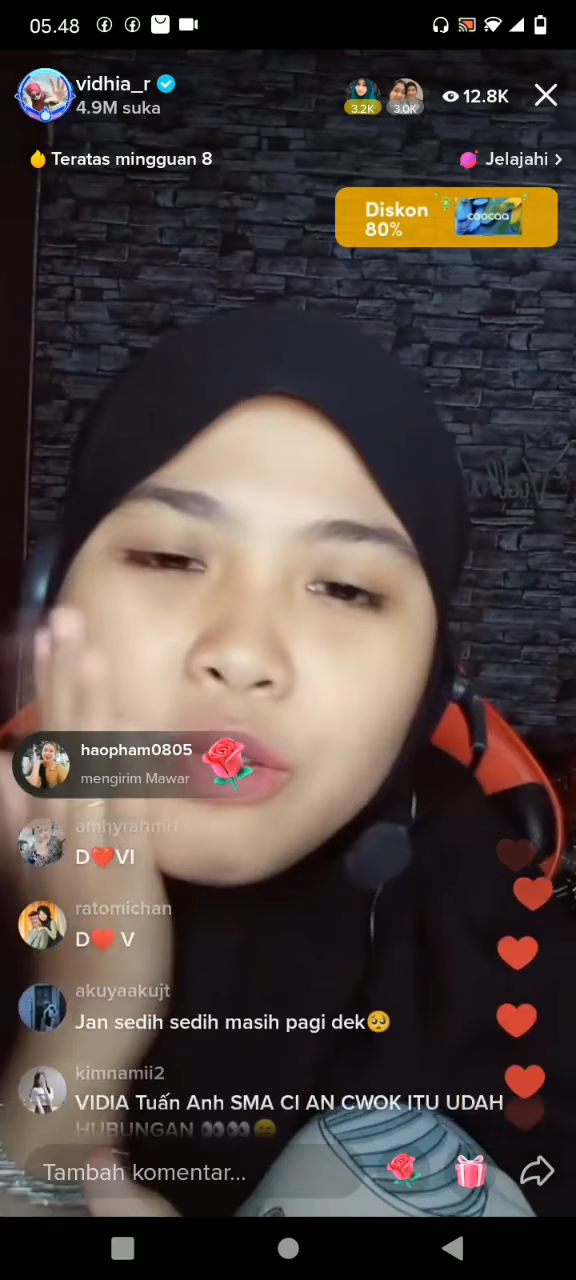 05.48
vidhia_r
4.9M suka
3.2K
3.0K
12.8K
Teratas mingguan 8
Jelajahi >
Diskon
80%
coocaa
haopham0805
mengirim Mawar
amhyrahmri
D❤️VI
ratomichan
D❤️ V
akuyaakujt
Jan sedih sedih masih pagi dek🥺
kimnamii2
VIDIA Tuấn Anh SMA CI AN CWOK ITU UDAH
HUBUNGAN 👀👀😄
Tambah komentar...